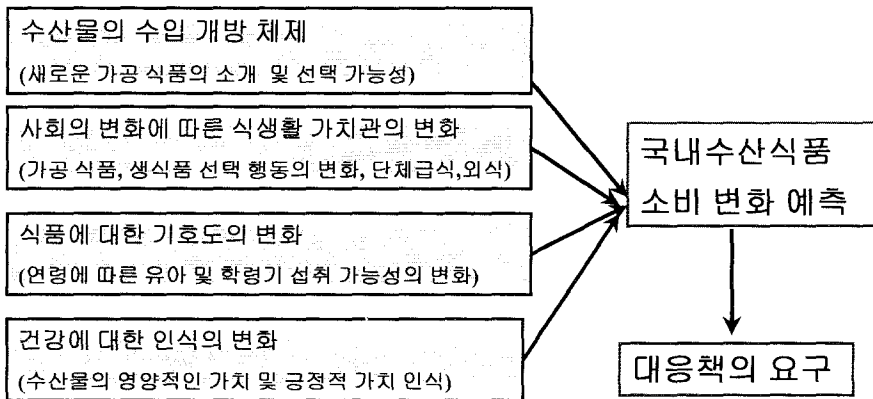 수산물의 수입 개방 체제
(새로운 가공 식품의 소개 및 선택 가능성)
사회의 변화에 따른 식생활 가치관의 변화
(가공 식품, 생식품 선택 행동의 변화, 단체급식,외식)
식품에 대한 기호도의 변화
(연령에 따른 유아 및 학령기 섭취 가능성의 변화)
건강에 대한 인식의 변화
(수산물의 영양적인 가치 및 긍정적 가치 인식)
국내수산식품
소비 변화 예측
대응책의 요구